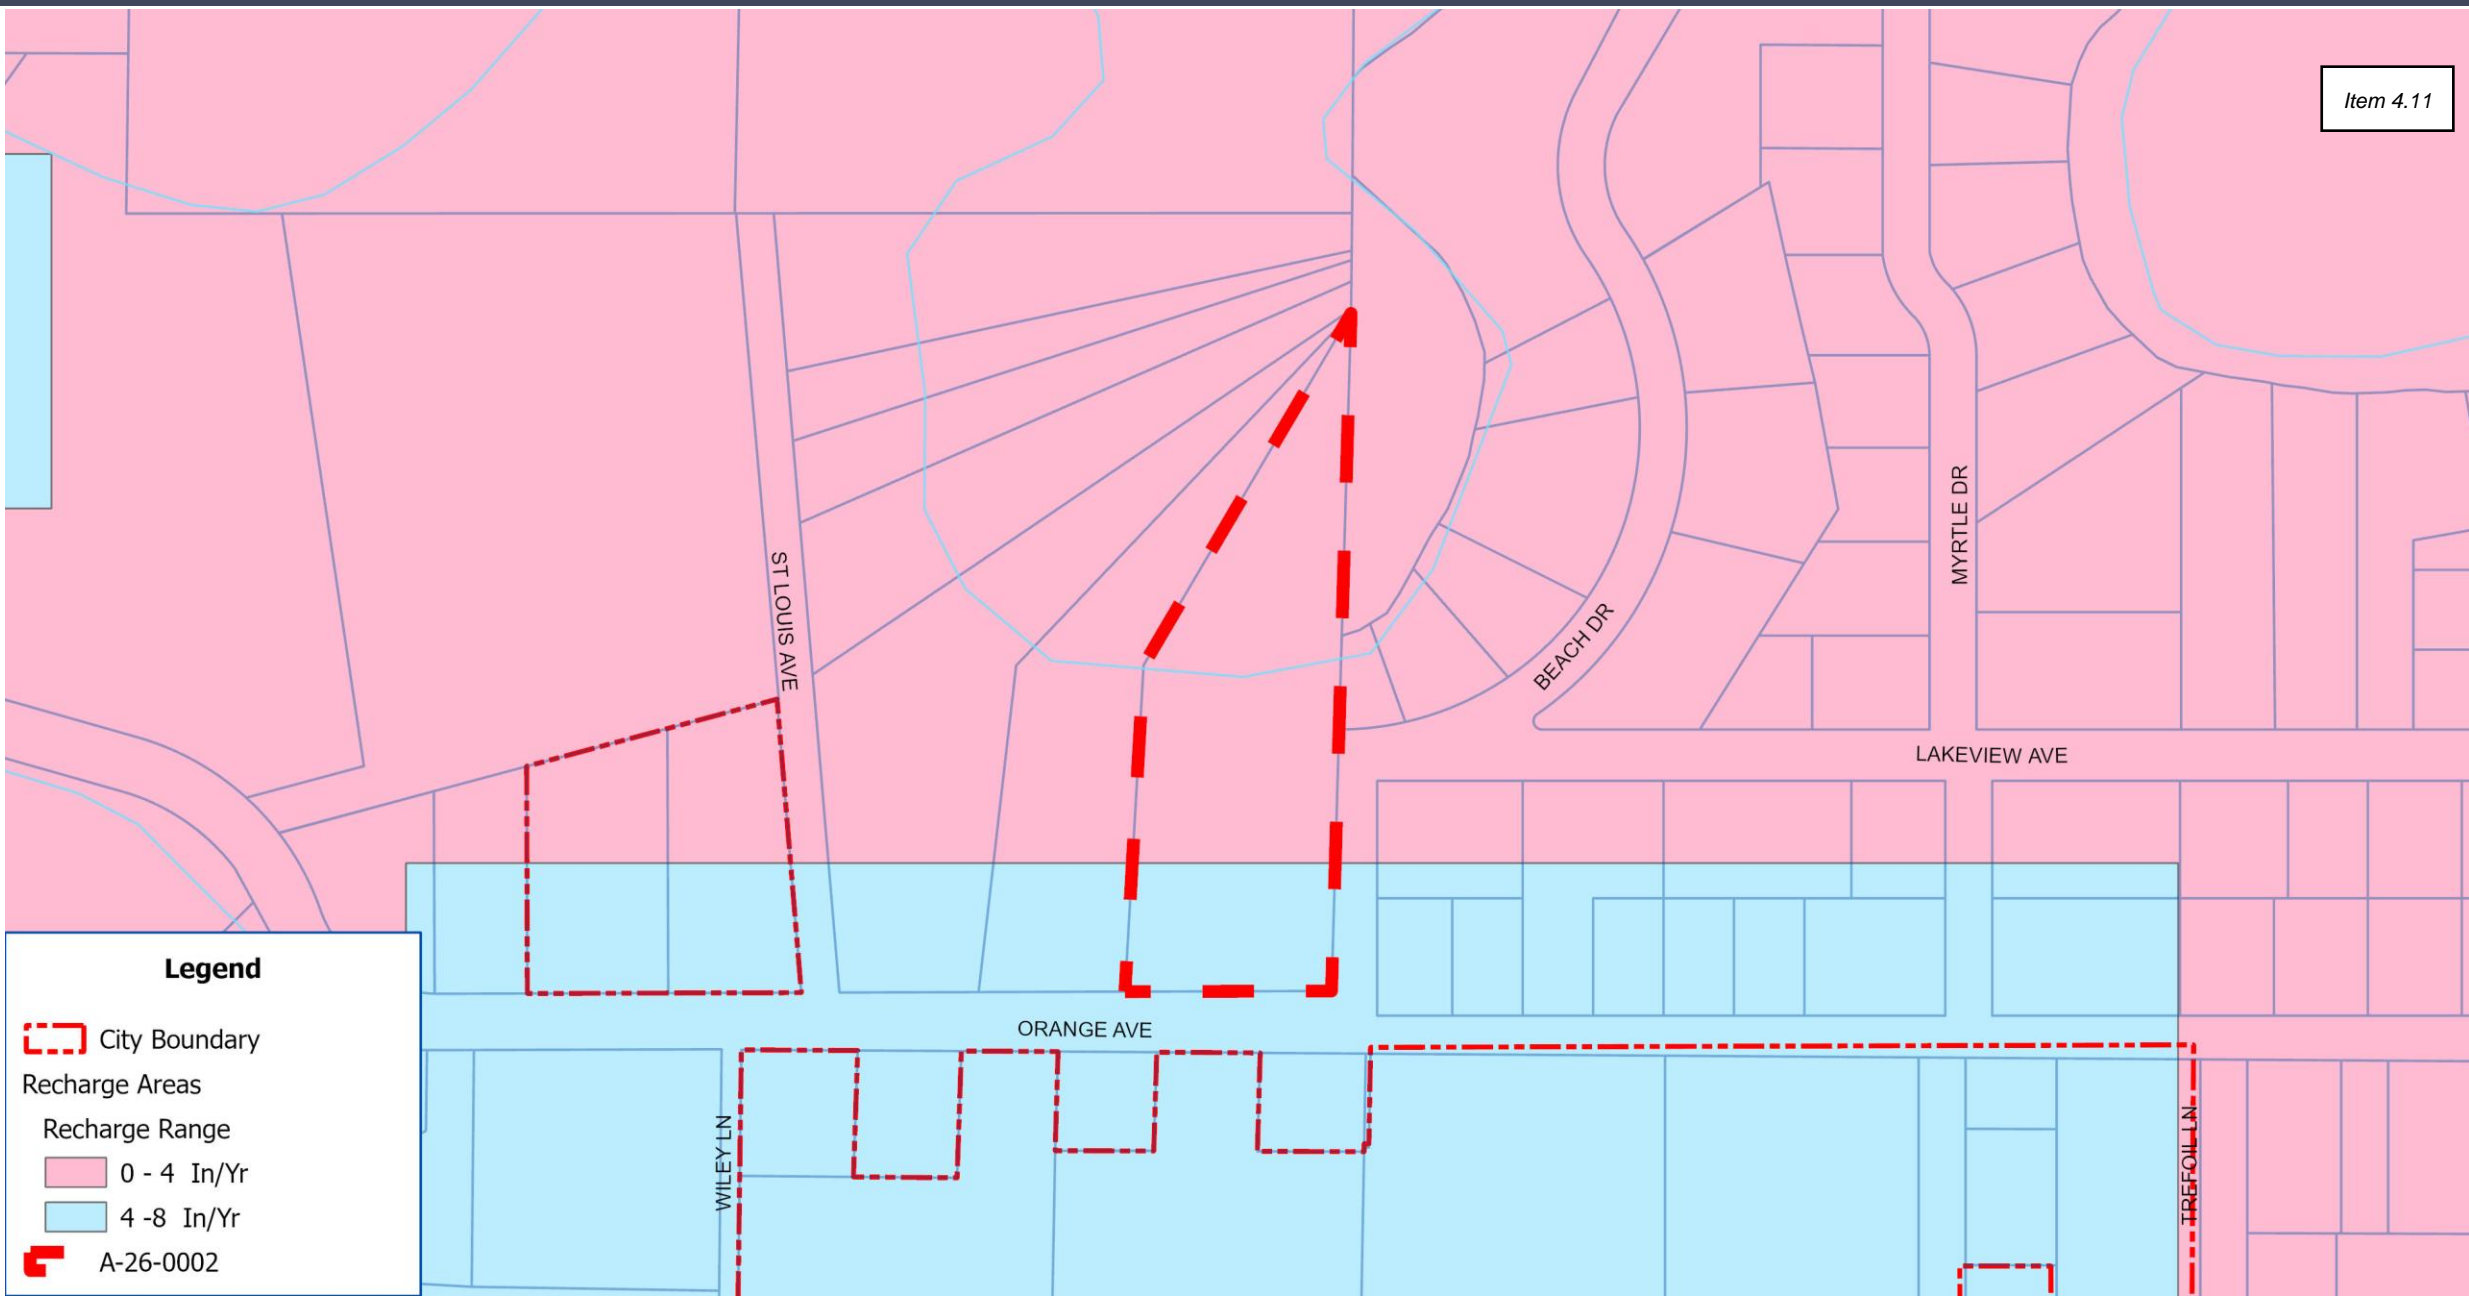 Item 4.11
ST LOUIS AVE
MYRTLE DR
BEACH DR
LAKEVIEW AVE
ORANGE AVE
WILEY LN
TREFOIL LN
Legend
City Boundary
Recharge Areas
Recharge Range
0 - 4 In/Yr
4 -8 In/Yr
A-26-0002